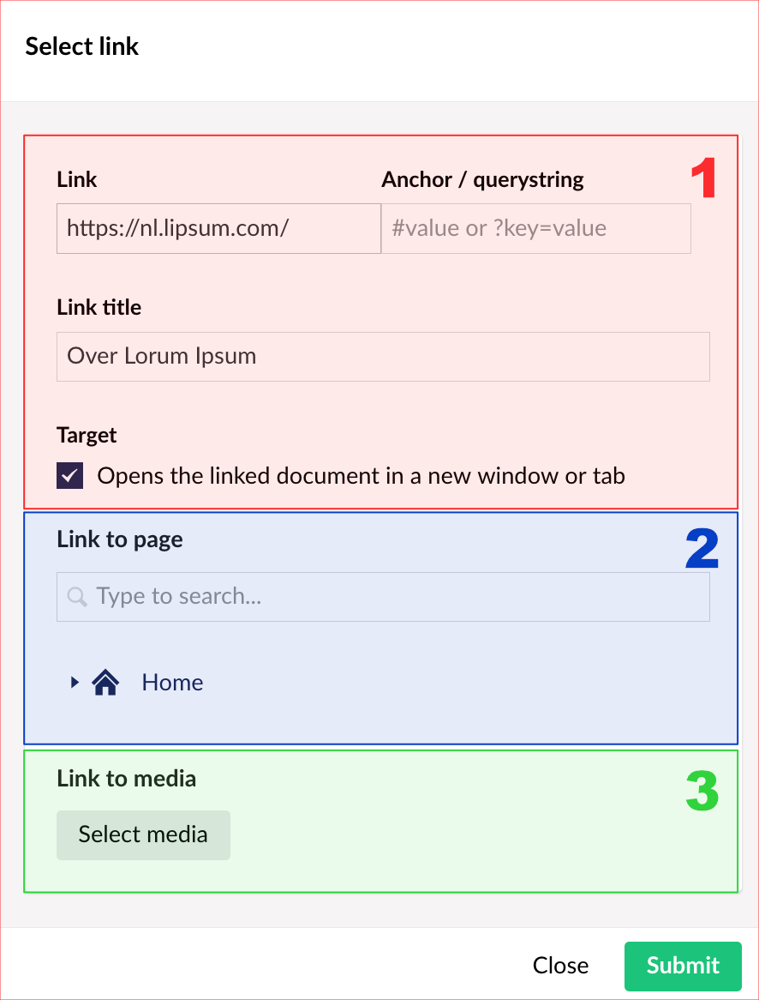 Select link
1
Link Anchor / querystring
https://nl.lipsum.com/ #value or ?key=value
Link title
Over Lorum Ipsum
Target
Opens the linked document in a new window or tab
Link to page
2
Type to search...
Home
Link to media
3
Select media
Close Submit